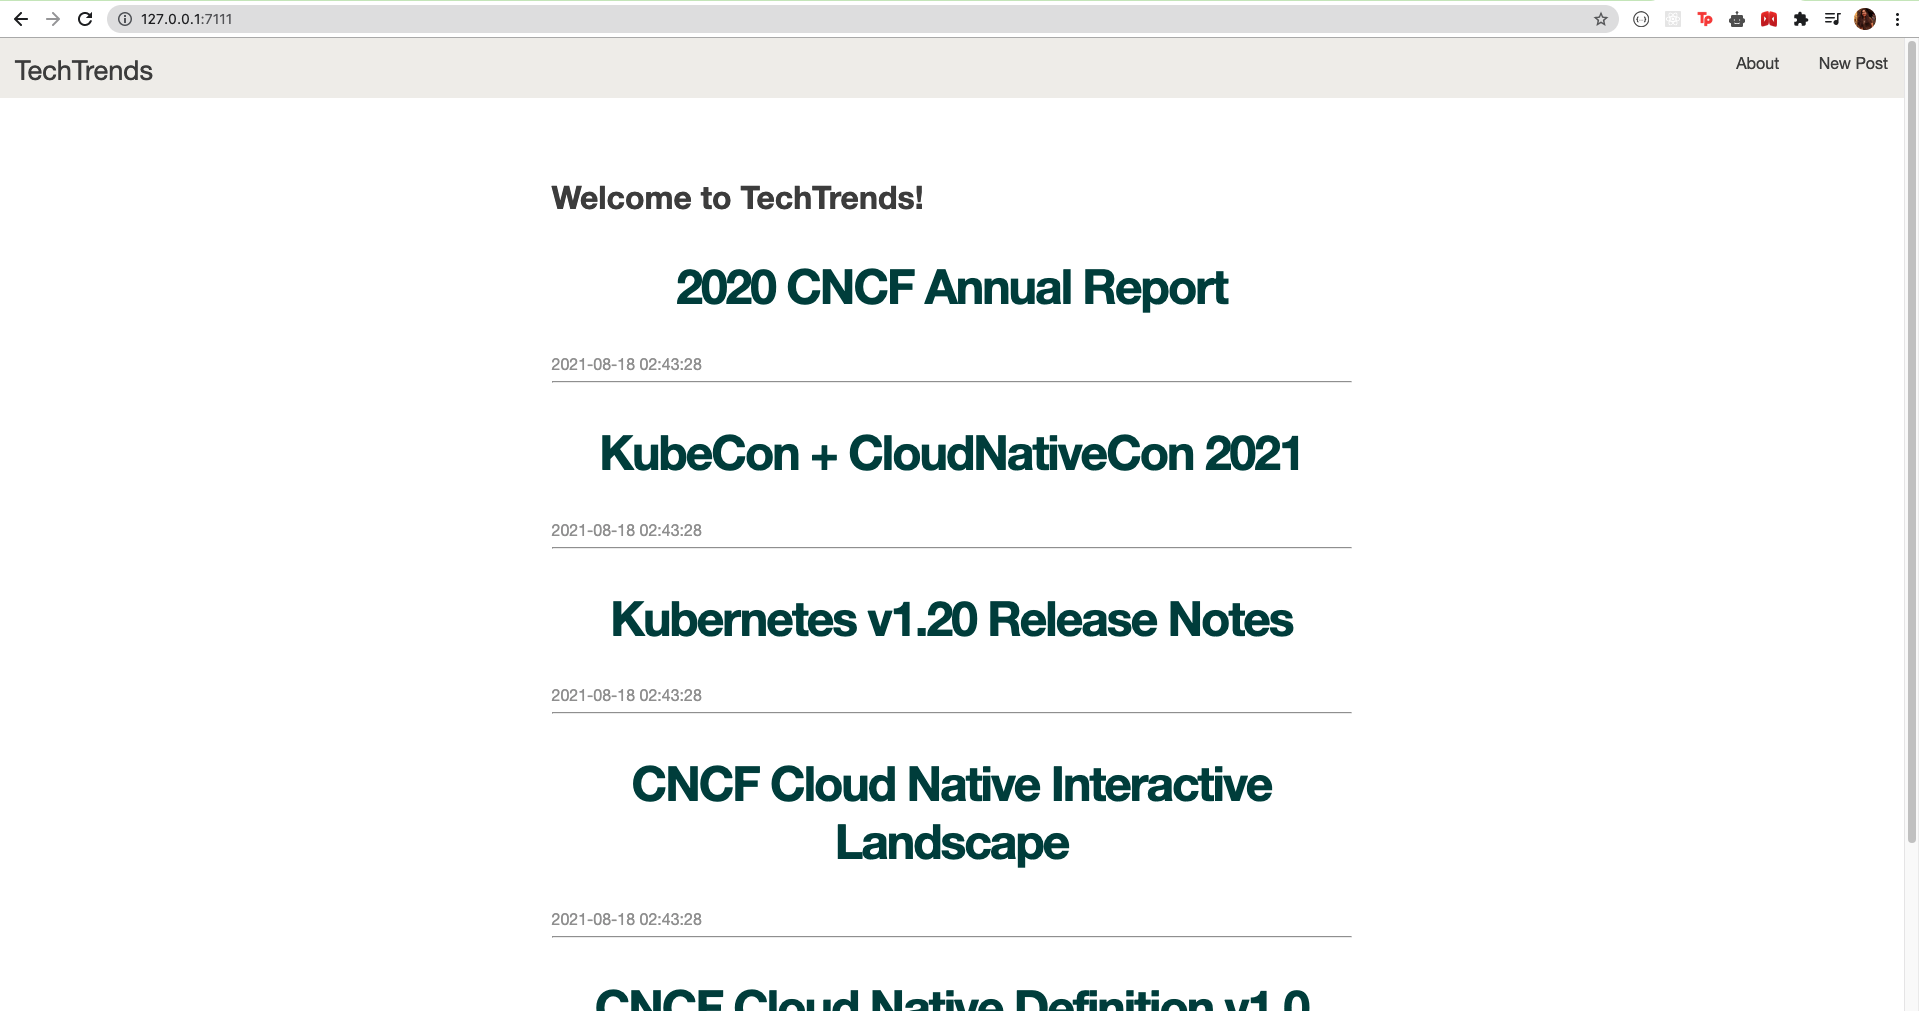 127.0.0.1:7111
TechTrends
About
New Post
Welcome to TechTrends!
2020 CNCF Annual Report
2021-08-18 02:43:28
KubeCon + CloudNativeCon 2021
2021-08-18 02:43:28
Kubernetes v1.20 Release Notes
2021-08-18 02:43:28
CNCF Cloud Native Interactive
Landscape
2021-08-18 02:43:28
CNCF Cloud Native Definition v1.0